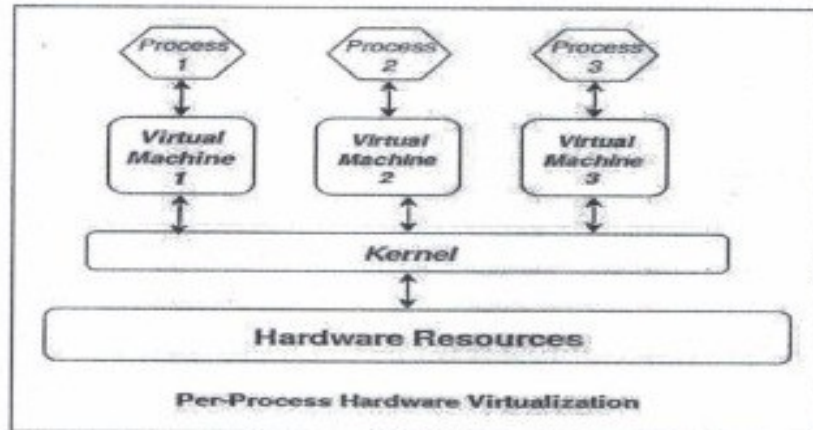 Process
1
Process
2
Process
3
Virtual
Machine
1
Virtual
Machine
2
Virtual
Machine
3
Kernel
Hardware Resources
Per-Process Hardware Virtualization